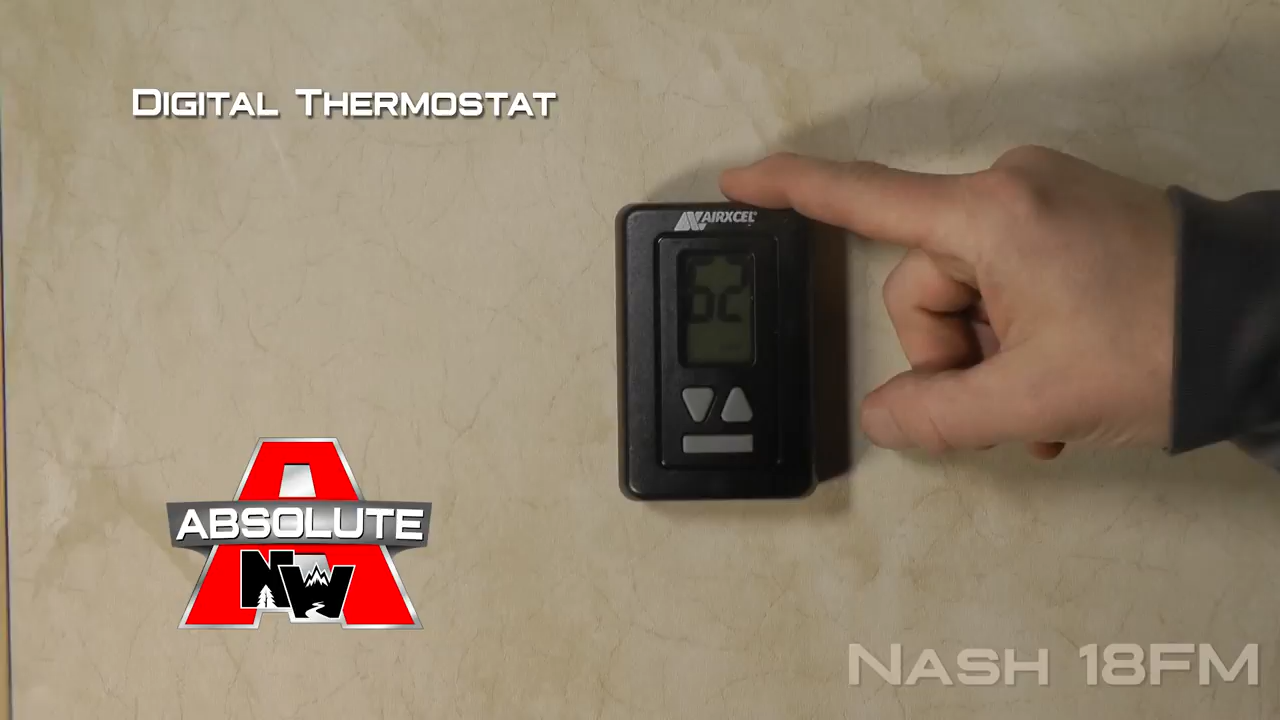 Digital Thermostat
AIRXCEL
ABSOLUTE
NW
Nash 18FM